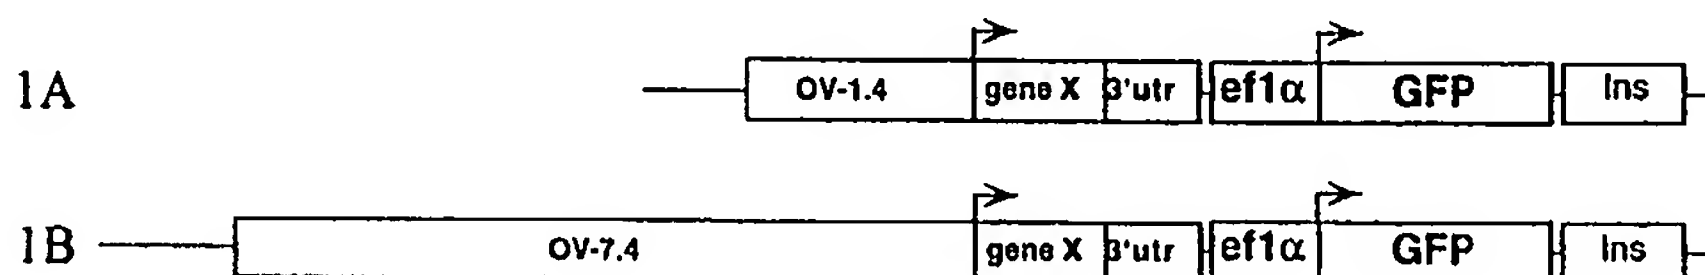 1A OV-1.4 gene X 3'utr ef1α GFP Ins
1B OV-7.4 gene X 3'utr ef1α GFP Ins